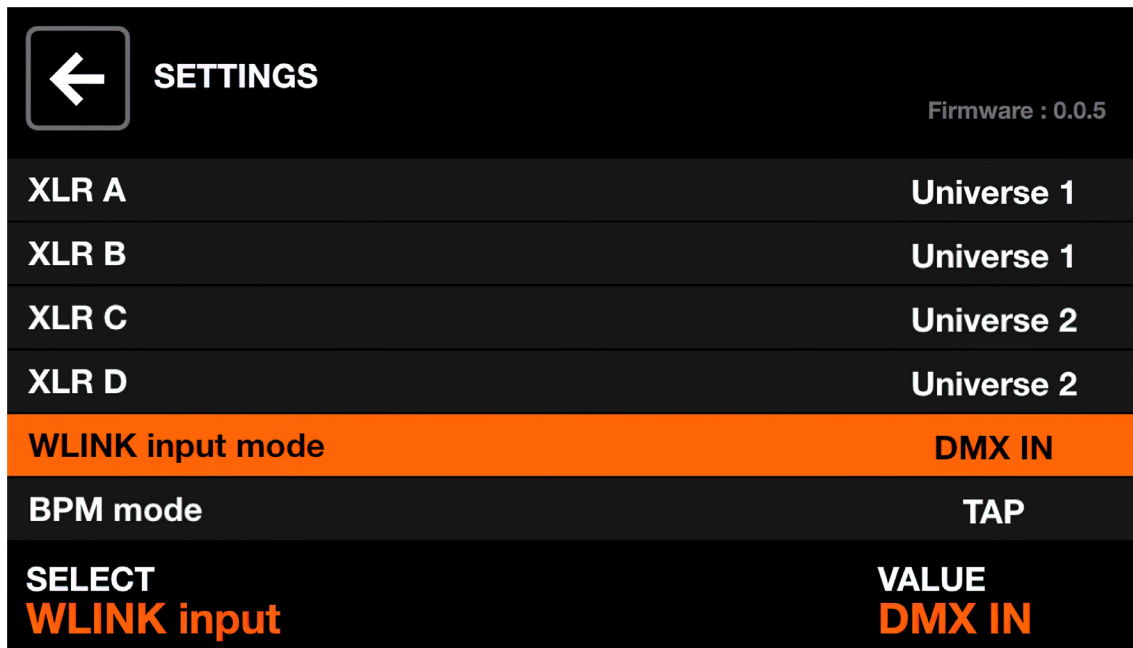 SETTINGS
Firmware : 0.0.5
XLR A Universe 1
XLR B Universe 1
XLR C Universe 2
XLR D Universe 2
WLINK input mode DMX IN
BPM mode TAP
SELECT VALUE
WLINK input DMX IN